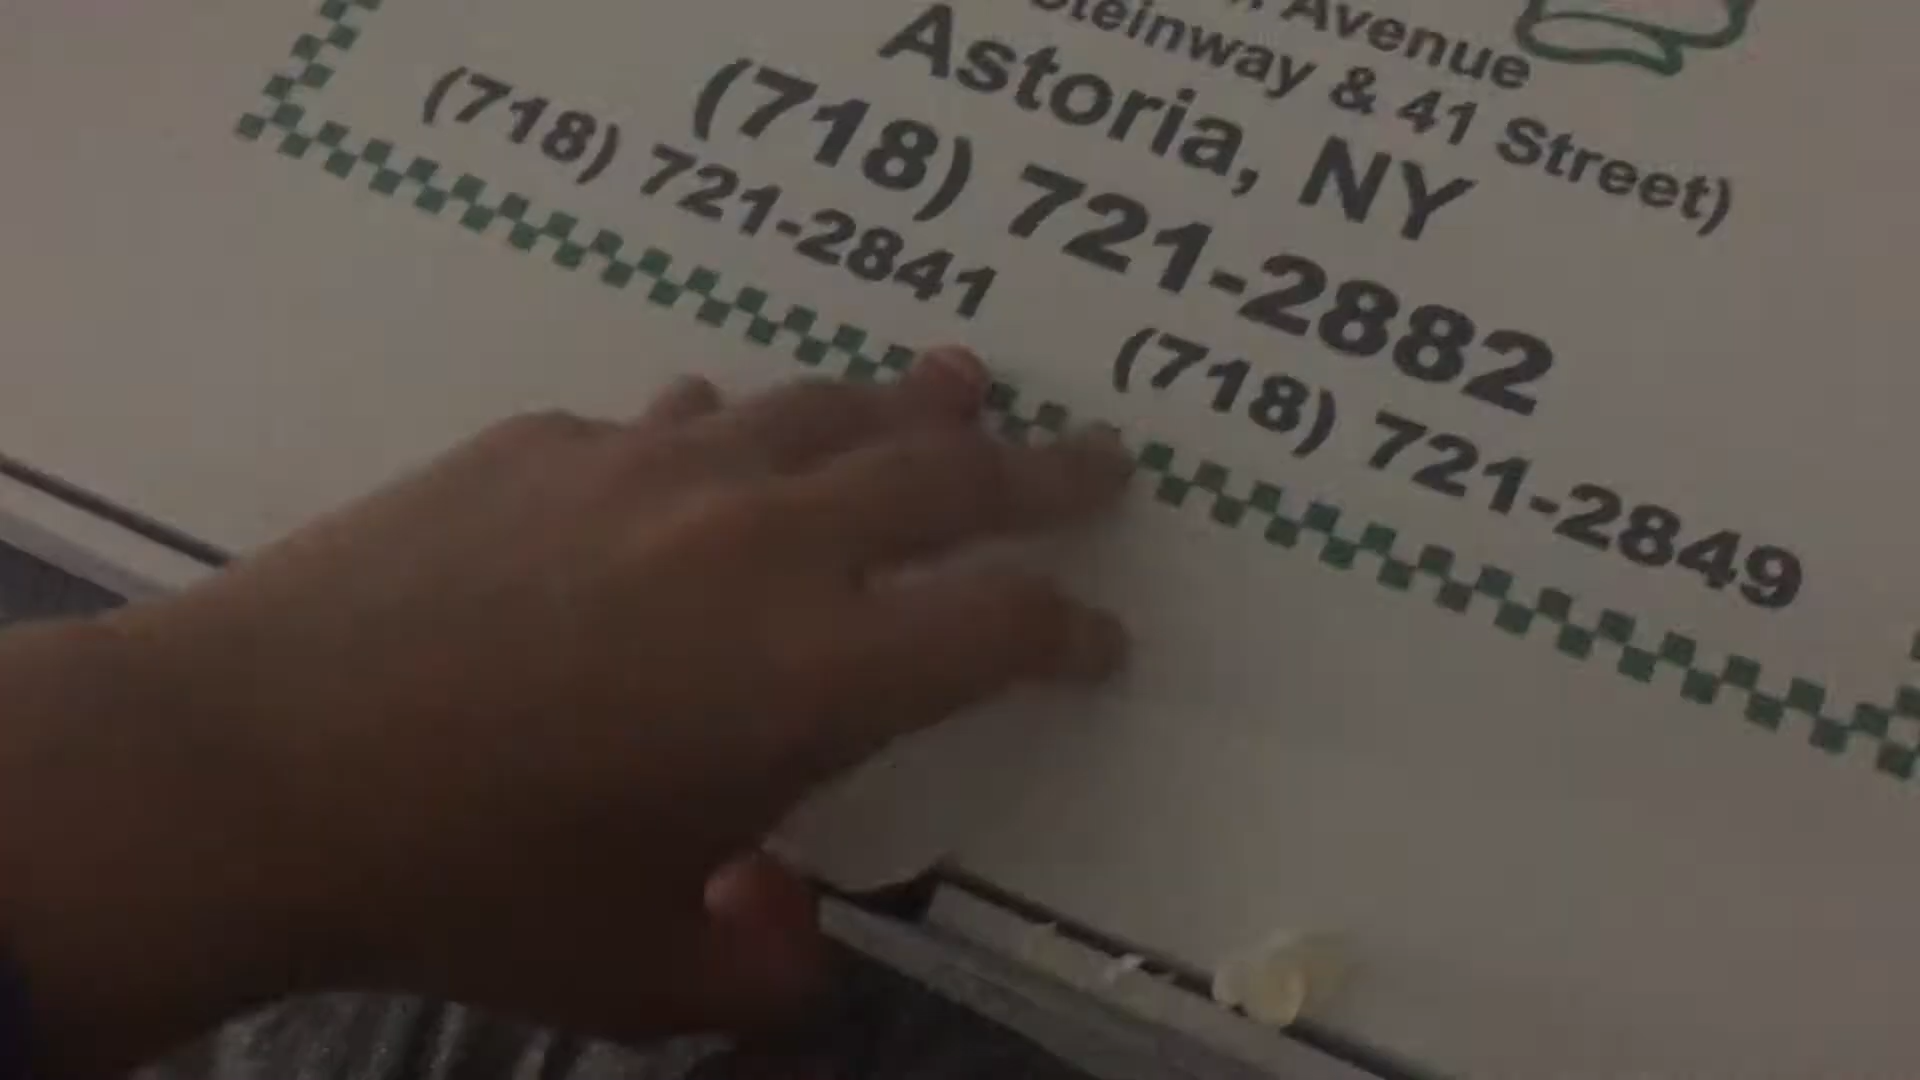 Avenue
Steinway & 41 Street)
Astoria, NY
(718) 721-2882
(718) 721-2841 (718) 721-2849